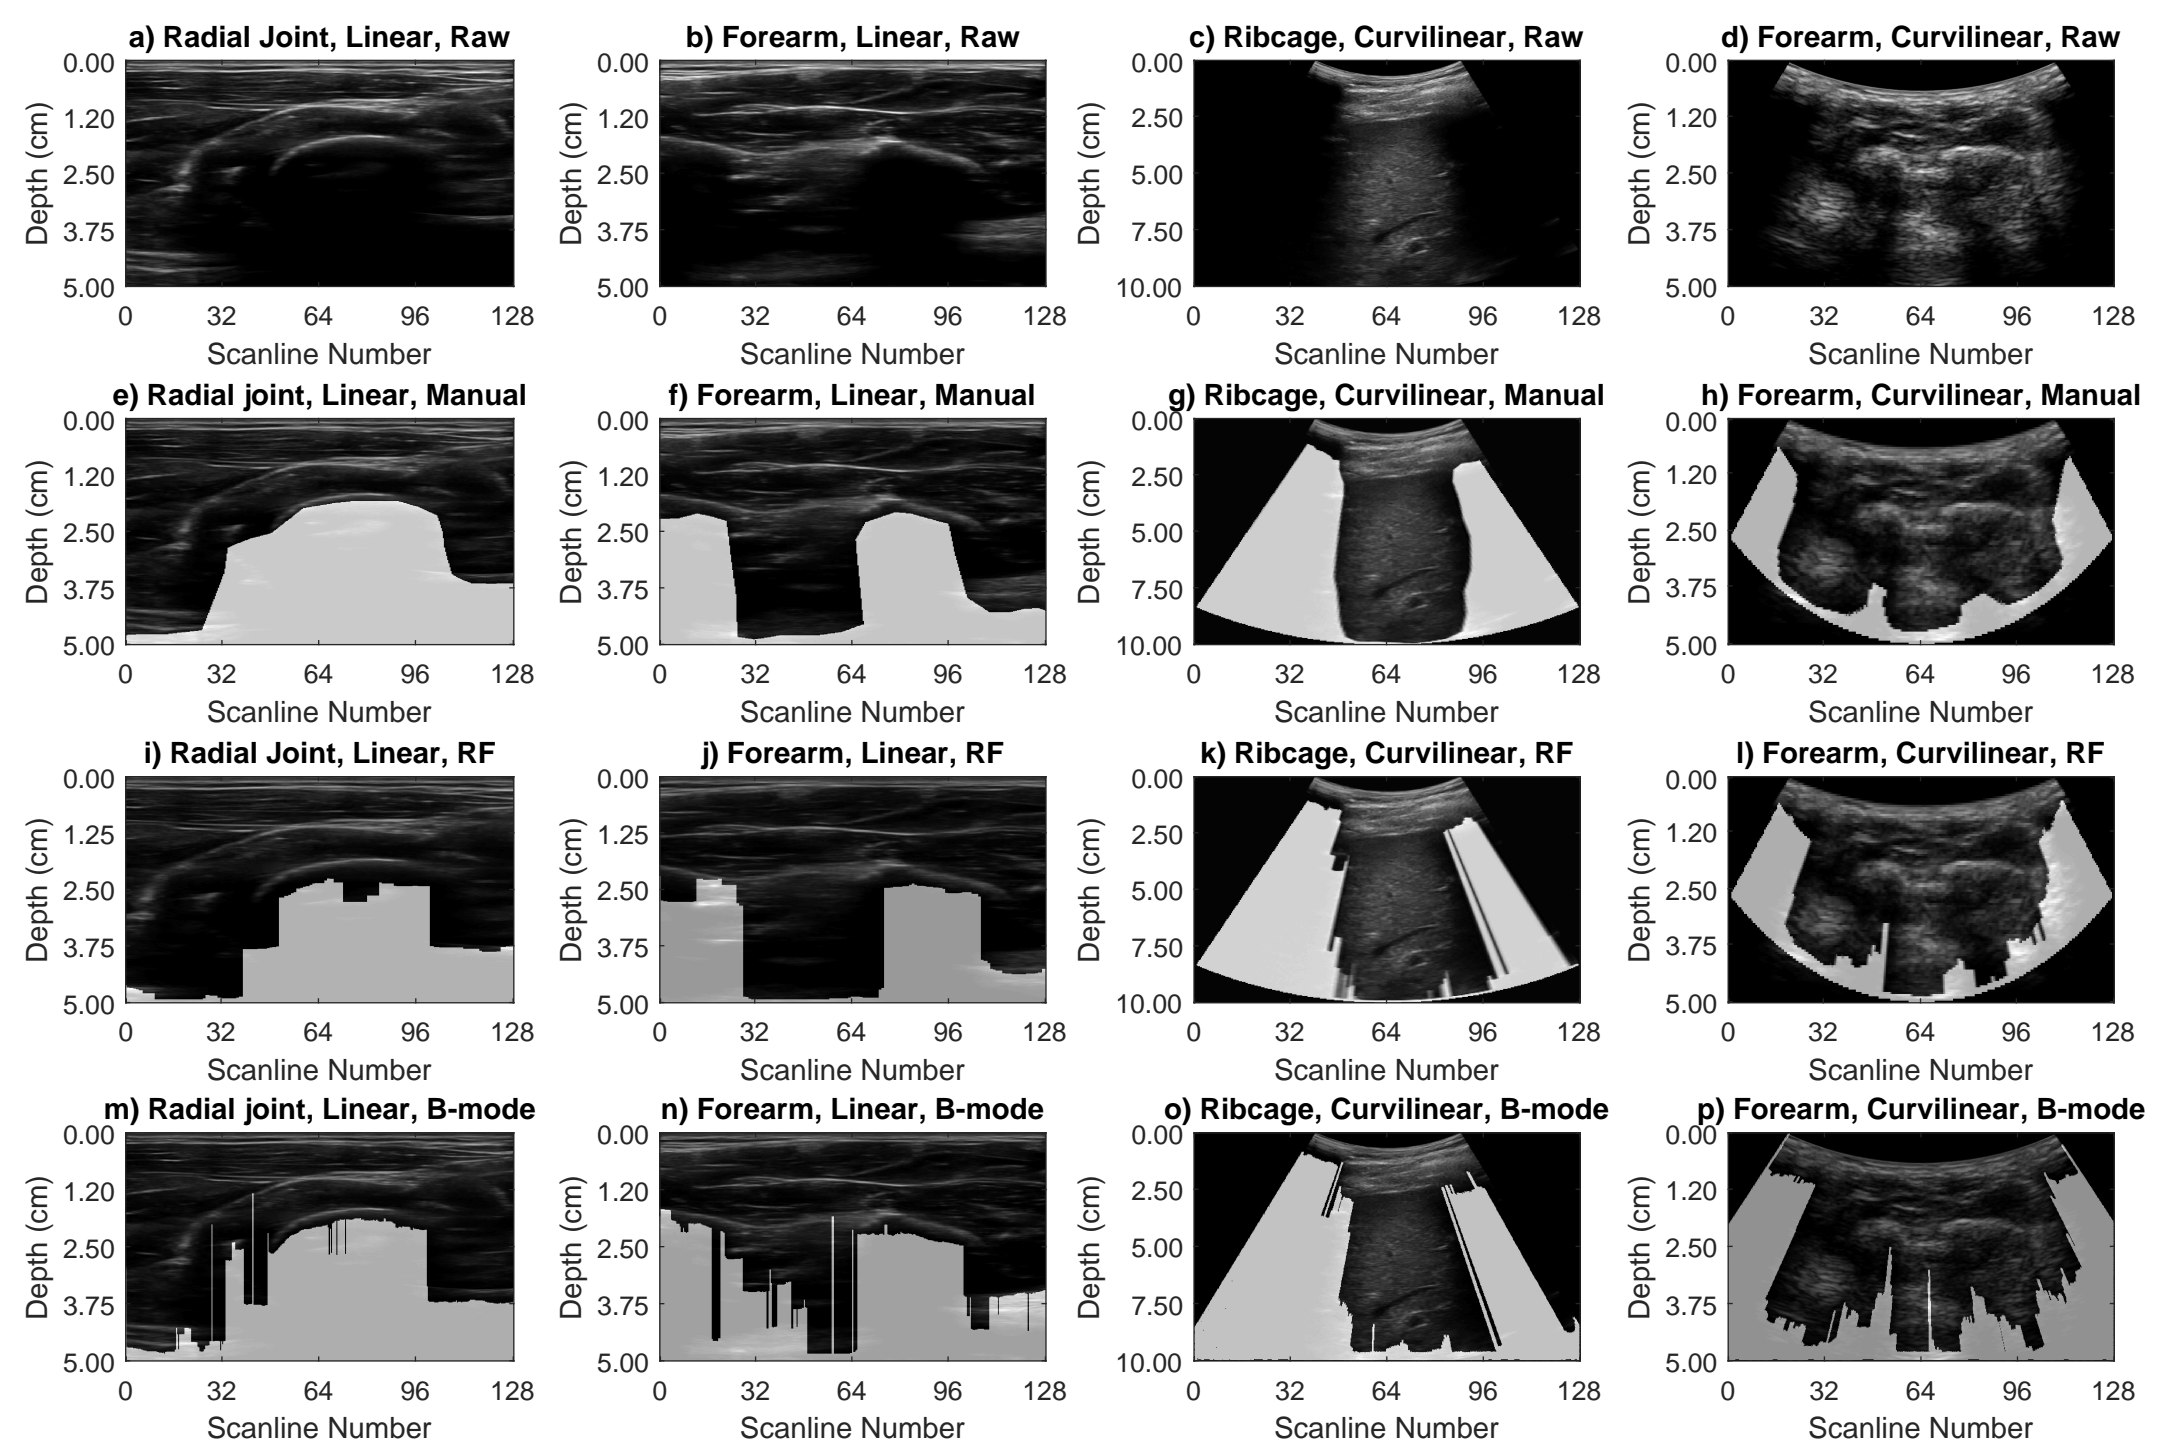 a) Radial Joint, Linear, Raw
b) Forearm, Linear, Raw
c) Ribcage, Curvilinear, Raw
d) Forearm, Curvilinear, Raw
0.00 0.00 0.00 0.00
1.20 1.20 2.50 1.20
2.50 2.50 5.00 2.50
3.75 3.75 7.50 3.75
5.00 5.00 10.00 5.00
Depth (cm) Depth (cm) Depth (cm) Depth (cm)
0 32 64 96 128 0 32 64 96 128 0 32 64 96 128 0 32 64 96 128
Scanline Number Scanline Number Scanline Number Scanline Number
e) Radial joint, Linear, Manual
f) Forearm, Linear, Manual
g) Ribcage, Curvilinear, Manual
h) Forearm, Curvilinear, Manual
0.00 0.00 0.00 0.00
1.20 1.20 2.50 1.20
2.50 2.50 5.00 2.50
3.75 3.75 7.50 3.75
5.00 5.00 10.00 5.00
Depth (cm) Depth (cm) Depth (cm) Depth (cm)
0 32 64 96 128 0 32 64 96 128 0 32 64 96 128 0 32 64 96 128
Scanline Number Scanline Number Scanline Number Scanline Number
i) Radial Joint, Linear, RF
j) Forearm, Linear, RF
k) Ribcage, Curvilinear, RF
l) Forearm, Curvilinear, RF
0.00 0.00 0.00 0.00
1.25 1.25 2.50 1.20
2.50 2.50 5.00 2.50
3.75 3.75 7.50 3.75
5.00 5.00 10.00 5.00
Depth (cm) Depth (cm) Depth (cm) Depth (cm)
0 32 64 96 128 0 32 64 96 128 0 32 64 96 128 0 32 64 96 128
Scanline Number Scanline Number Scanline Number Scanline Number
m) Radial joint, Linear, B-mode
n) Forearm, Linear, B-mode
o) Ribcage, Curvilinear, B-mode
p) Forearm, Curvilinear, B-mode
0.00 0.00 0.00 0.00
1.20 1.20 2.50 1.20
2.50 2.50 5.00 2.50
3.75 3.75 7.50 3.75
5.00 5.00 10.00 5.00
Depth (cm) Depth (cm) Depth (cm) Depth (cm)
0 32 64 96 128 0 32 64 96 128 0 32 64 96 128 0 32 64 96 128
Scanline Number Scanline Number Scanline Number Scanline Number